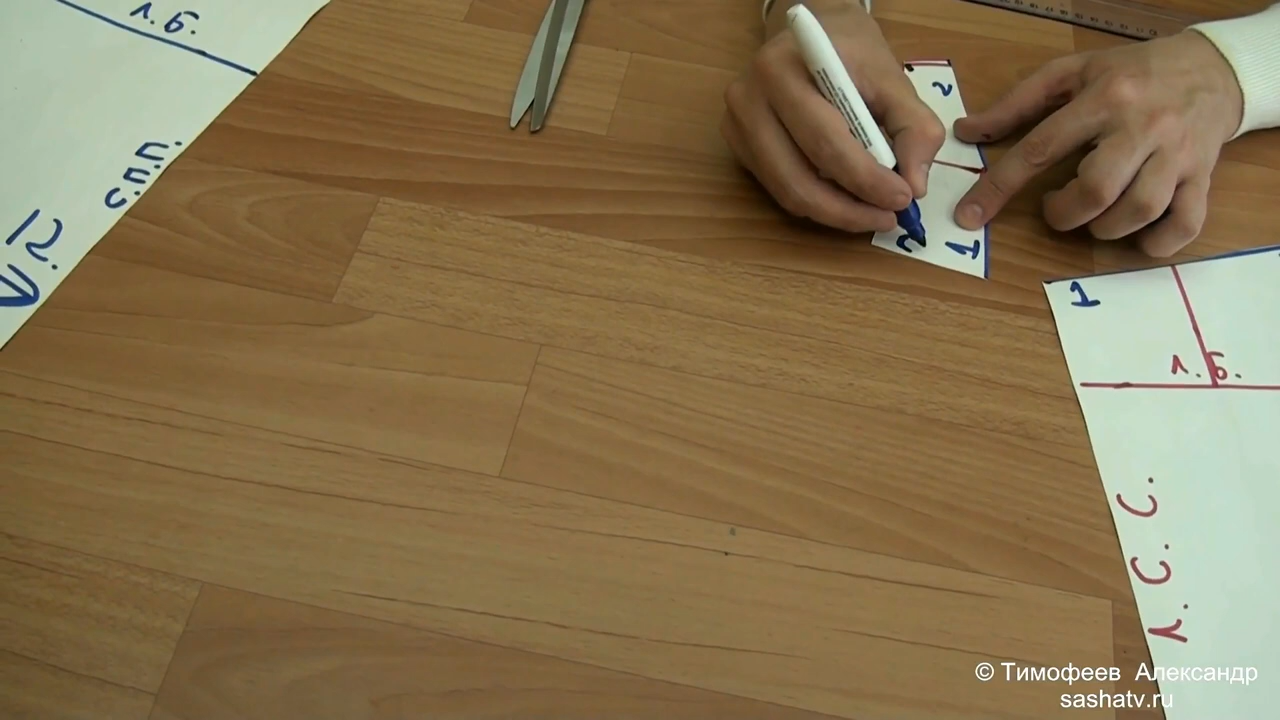 л. б.
с.п.п.
2
1
1
л. б.
л. с. с.
© Тимофеев Александр
sashatv.ru